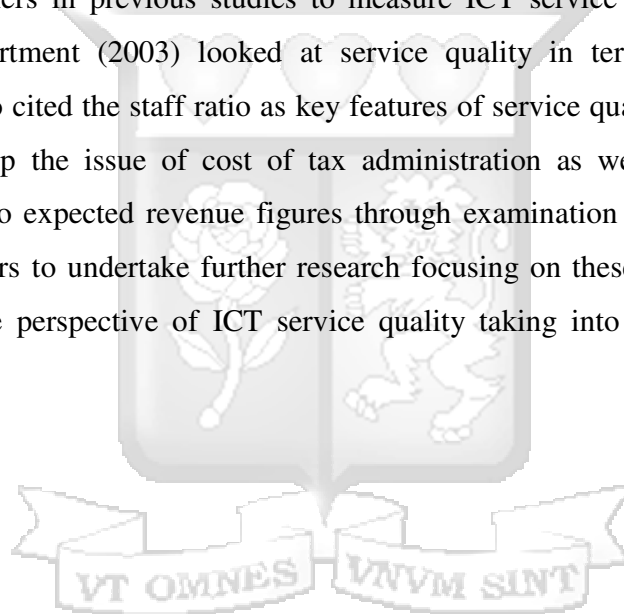 ers in previous studies to measure ICT service
artment (2003) looked at service quality in ter
o cited the staff ratio as key features of service qua
p the issue of cost of tax administration as we
o expected revenue figures through examination
rs to undertake further research focusing on these
e perspective of ICT service quality taking into
VT OMNES VNVM SINT